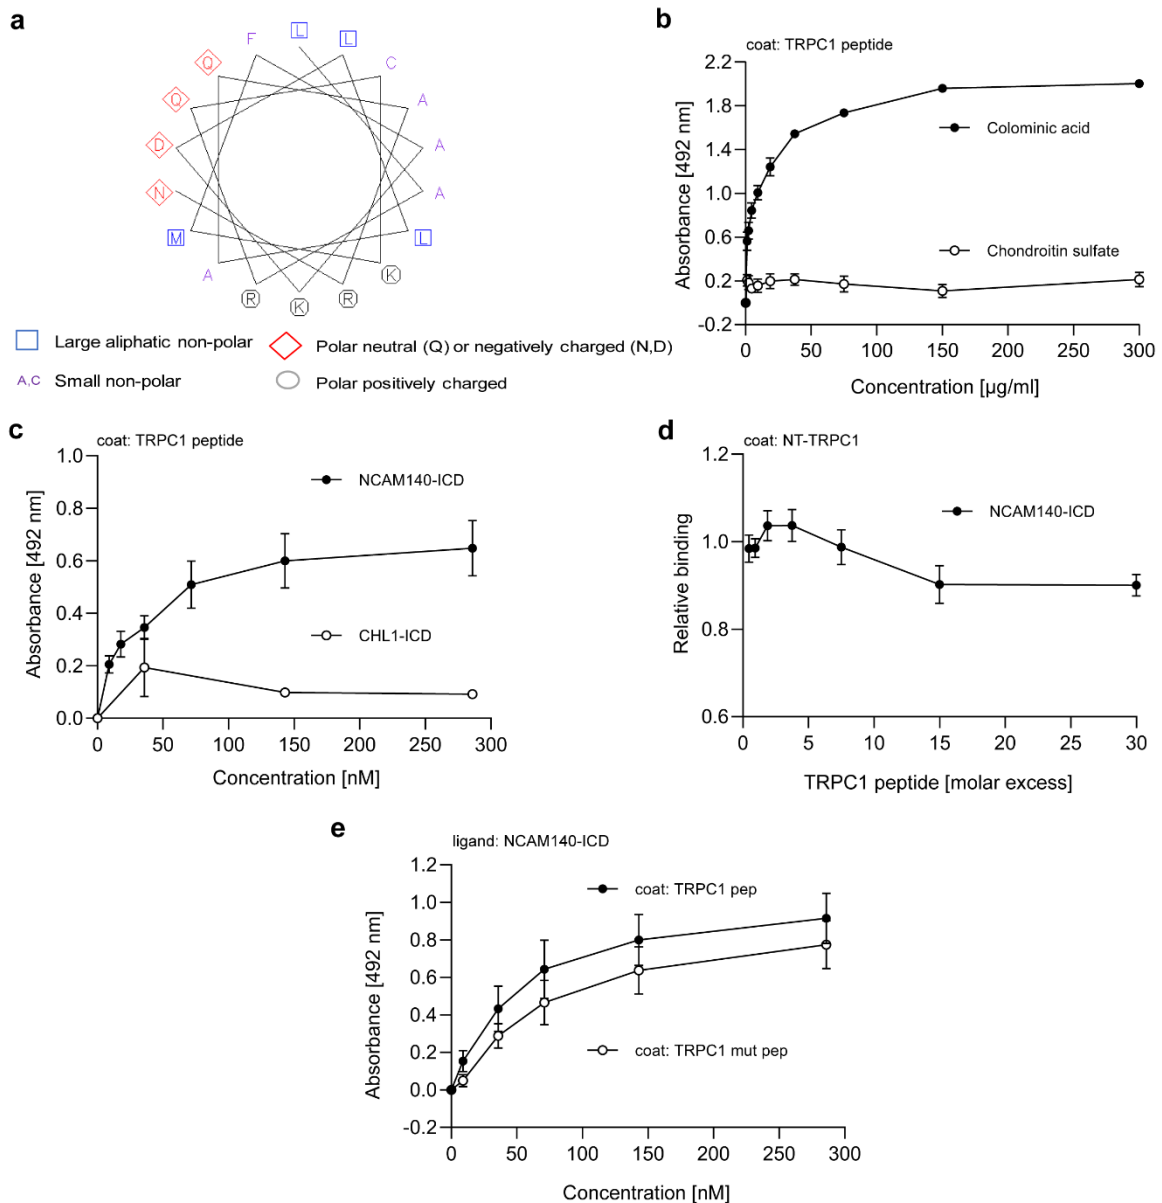 a
F L L
Q C
Q A
D A
N A
M L
A K
R K R
Large aliphatic non-polar
Polar neutral (Q) or negatively charged (N,D)
A,C Small non-polar
Polar positively charged
b
coat: TRPC1 peptide
2.2
1.8
1.4
1.0
0.6
0.2
-0.2
Absorbance [492 nm]
Colominic acid
Chondroitin sulfate
0 50 100 150 200 250 300
Concentration [µg/ml]
c
coat: TRPC1 peptide
1.0
0.8
0.6
0.4
0.2
0.0
Absorbance [492 nm]
NCAM140-ICD
CHL1-ICD
0 50 100 150 200 250 300
Concentration [nM]
d
coat: NT-TRPC1
1.2
1.0
0.8
0.6
Relative binding
NCAM140-ICD
0 5 10 15 20 25 30
TRPC1 peptide [molar excess]
e
ligand: NCAM140-ICD
1.2
1.0
0.8
0.6
0.4
0.2
0.0
-0.2
Absorbance [492 nm]
coat: TRPC1 pep
coat: TRPC1 mut pep
0 50 100 150 200 250 300
Concentration [nM]